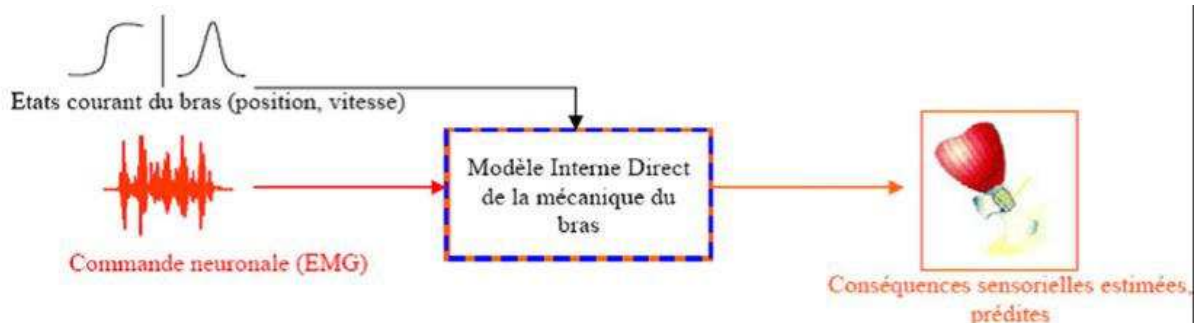 Etats courant du bras (position, vitesse)
Commande neuronale (EMG)
Modèle Interne Direct
de la mécanique du
bras
Conséquences sensorielles estimées,
prédites